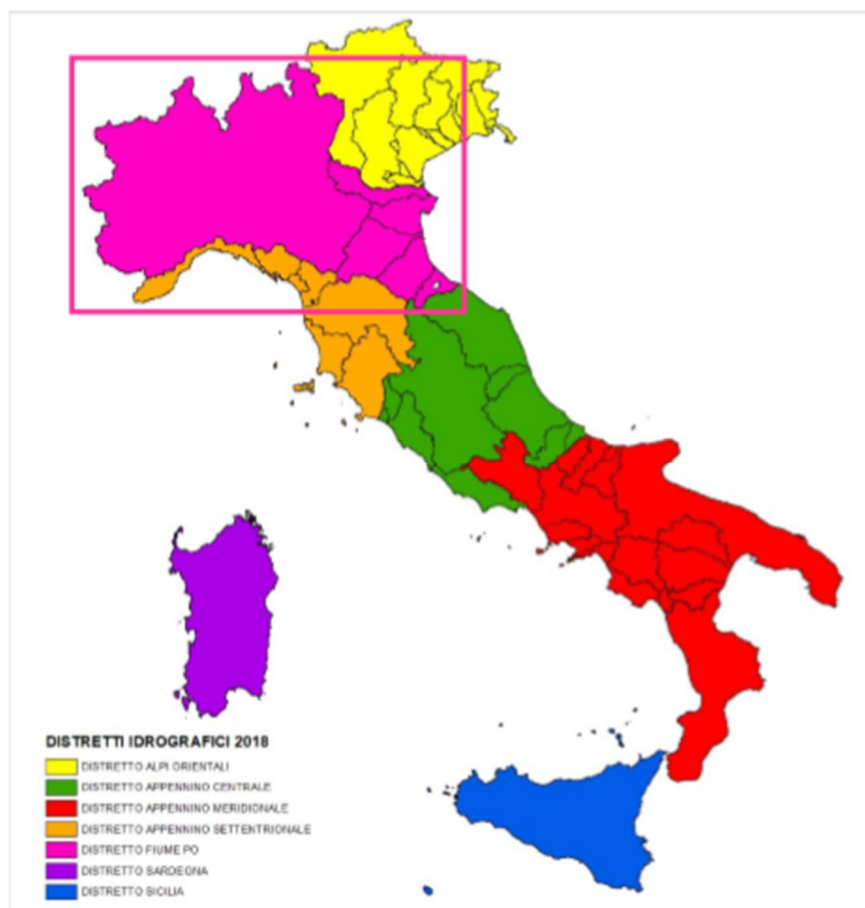 DISTRETTI IDROGRAFICI 2018
DISTRETTO ALPI ORIENTALI
DISTRETTO APPENNINO CENTRALE
DISTRETTO APPENNINO MERIDIONALE
DISTRETTO APPENNINO SETTENTRIONALE
DISTRETTO FIUME PO
DISTRETTO SARDEGNA
DISTRETTO SICILIA